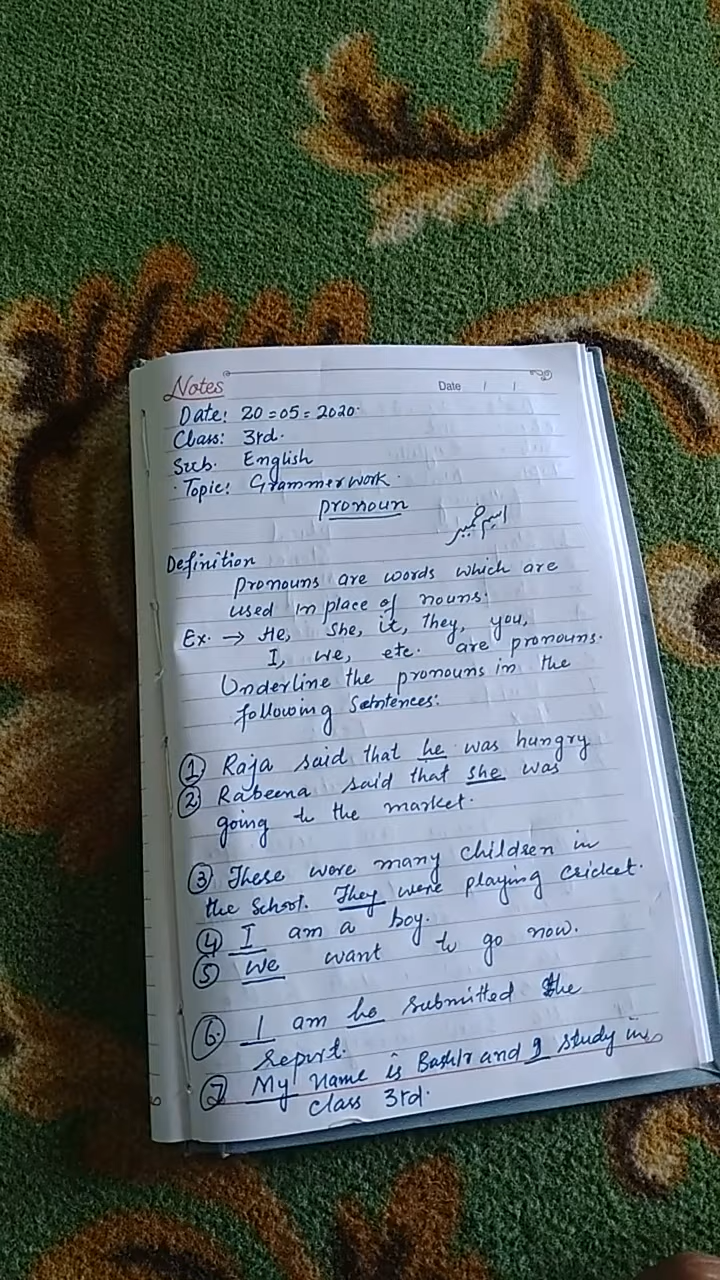 Notes
Date / /
Date: 20=05=2020.
Class: 3rd.
Sub. English
Topic: Grammer work.
pronoun
اسم ضمیر
Definition
pronouns are words which are
used in place of nouns.
Ex. → He, She, it, They, you,
I, we, etc. are pronouns.
Underline the pronouns in the
following Sentences:
① Raja said that he was hungry
② Rabeena said that she was
going to the market.
③ There were many children in
the School. They were playing cricket.
④ I am a boy.
⑤ We want to go now.
⑥. I am he submitted the
report.
⑦ My Name is Bashir and I study in
Class 3rd.